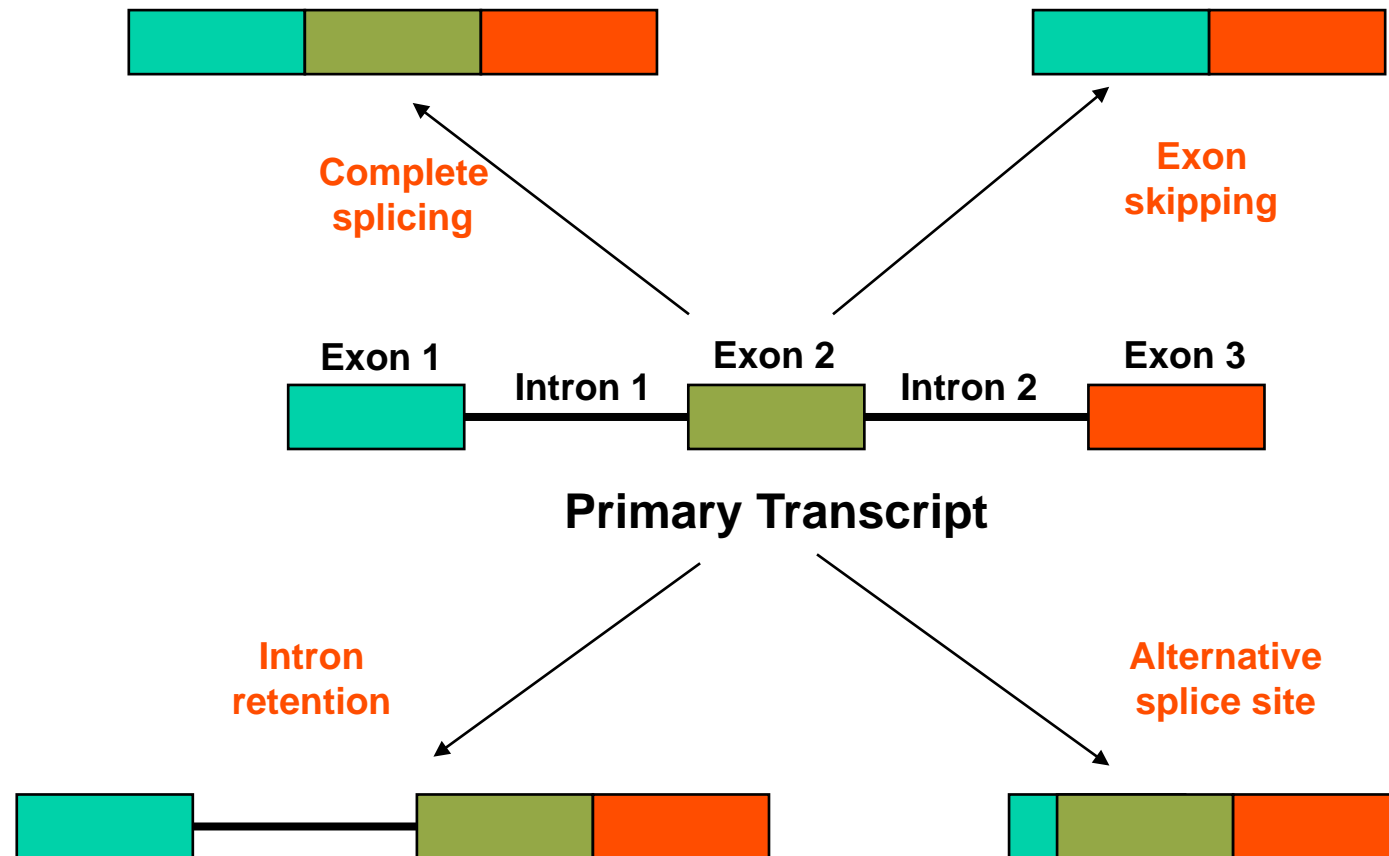 Complete
splicing
Exon
skipping
Exon 1
Intron 1
Exon 2
Intron 2
Exon 3
Primary Transcript
Intron
retention
Alternative
splice site